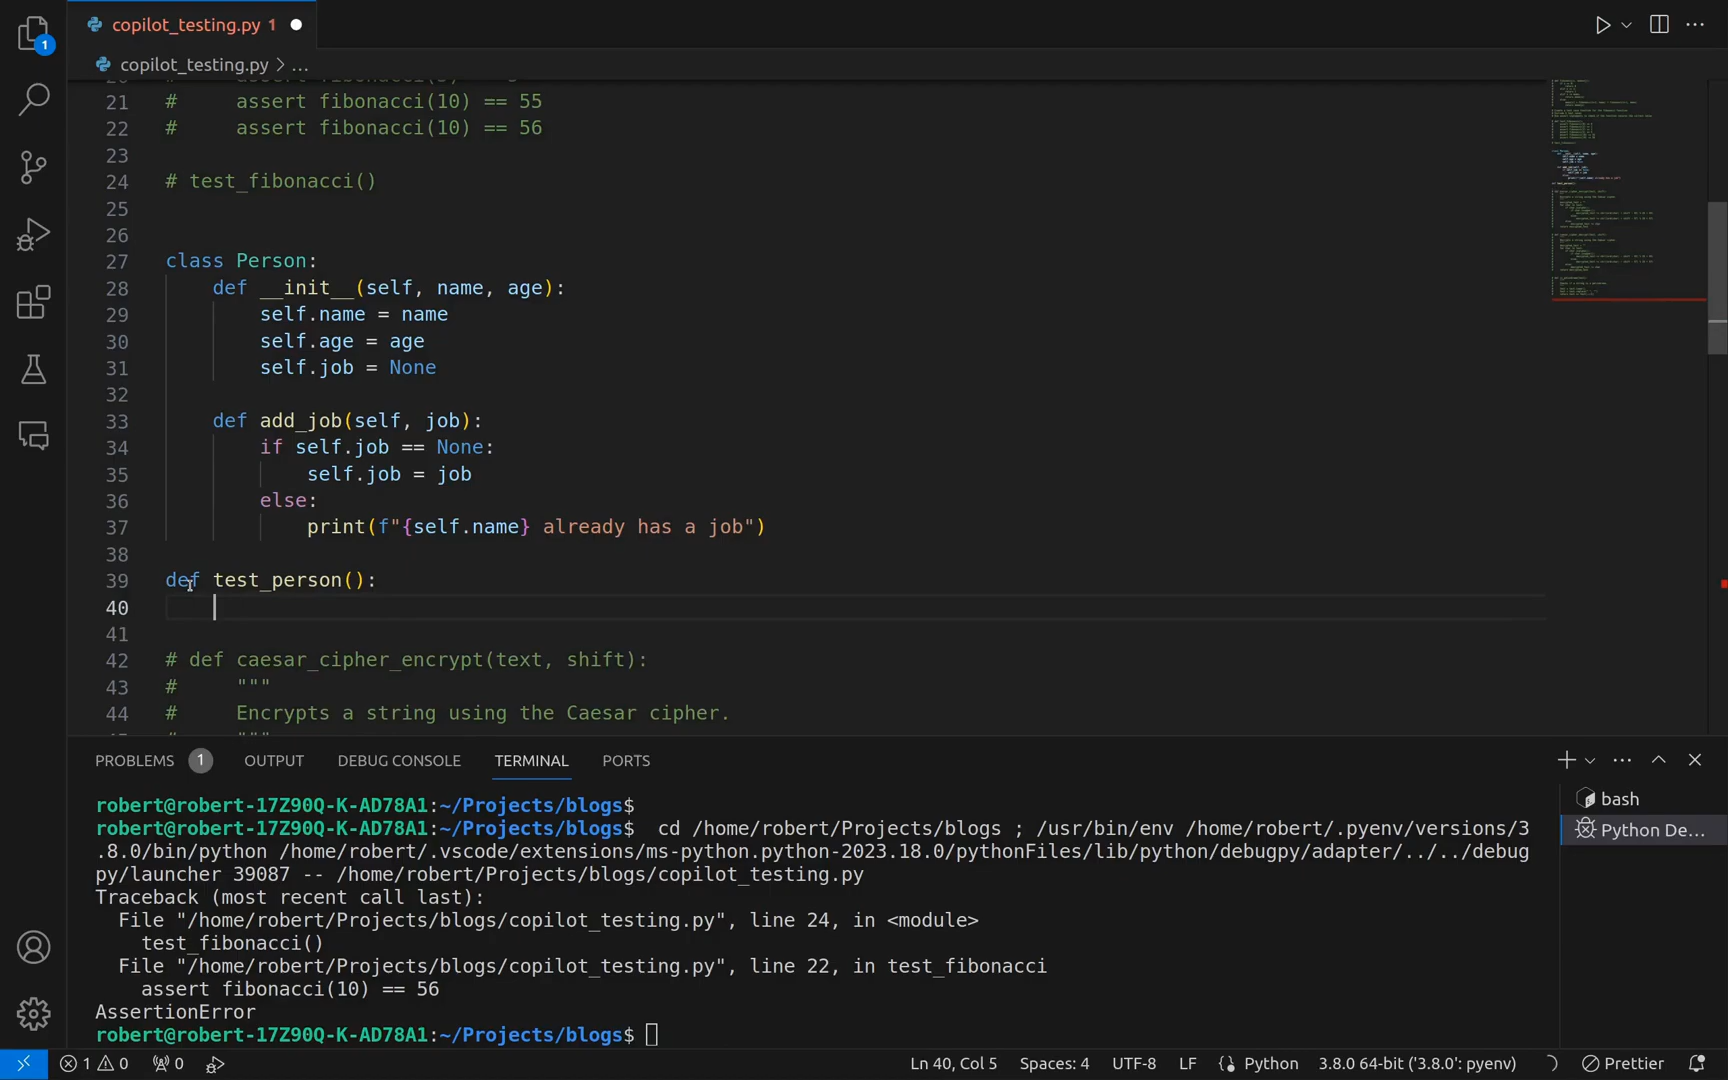 copilot_testing.py 1
1
copilot_testing.py > ...
21 #     assert fibonacci(10) == 55
22 #     assert fibonacci(10) == 56
23
24 # test_fibonacci()
25
26
27 class Person:
28     def __init__(self, name, age):
29         self.name = name
30         self.age = age
31         self.job = None
32
33     def add_job(self, job):
34         if self.job == None:
35             self.job = job
36         else:
37             print(f"{self.name} already has a job")
38
39 def test_person():
40
41
42 # def caesar_cipher_encrypt(text, shift):
43 #     """
44 #     Encrypts a string using the Caesar cipher.
PROBLEMS 1 OUTPUT DEBUG CONSOLE TERMINAL PORTS
robert@robert-17Z90Q-K-AD78A1:~/Projects/blogs$
robert@robert-17Z90Q-K-AD78A1:~/Projects/blogs$  cd /home/robert/Projects/blogs ; /usr/bin/env /home/robert/.pyenv/versions/3
.8.0/bin/python /home/robert/.vscode/extensions/ms-python.python-2023.18.0/pythonFiles/lib/python/debugpy/adapter/../../debug
py/launcher 39087 -- /home/robert/Projects/blogs/copilot_testing.py
Traceback (most recent call last):
  File "/home/robert/Projects/blogs/copilot_testing.py", line 24, in <module>
    test_fibonacci()
  File "/home/robert/Projects/blogs/copilot_testing.py", line 22, in test_fibonacci
    assert fibonacci(10) == 56
AssertionError
robert@robert-17Z90Q-K-AD78A1:~/Projects/blogs$
bash
Python De...
1 0 0 Ln 40, Col 5 Spaces: 4 UTF-8 LF Python 3.8.0 64-bit ('3.8.0': pyenv) Prettier